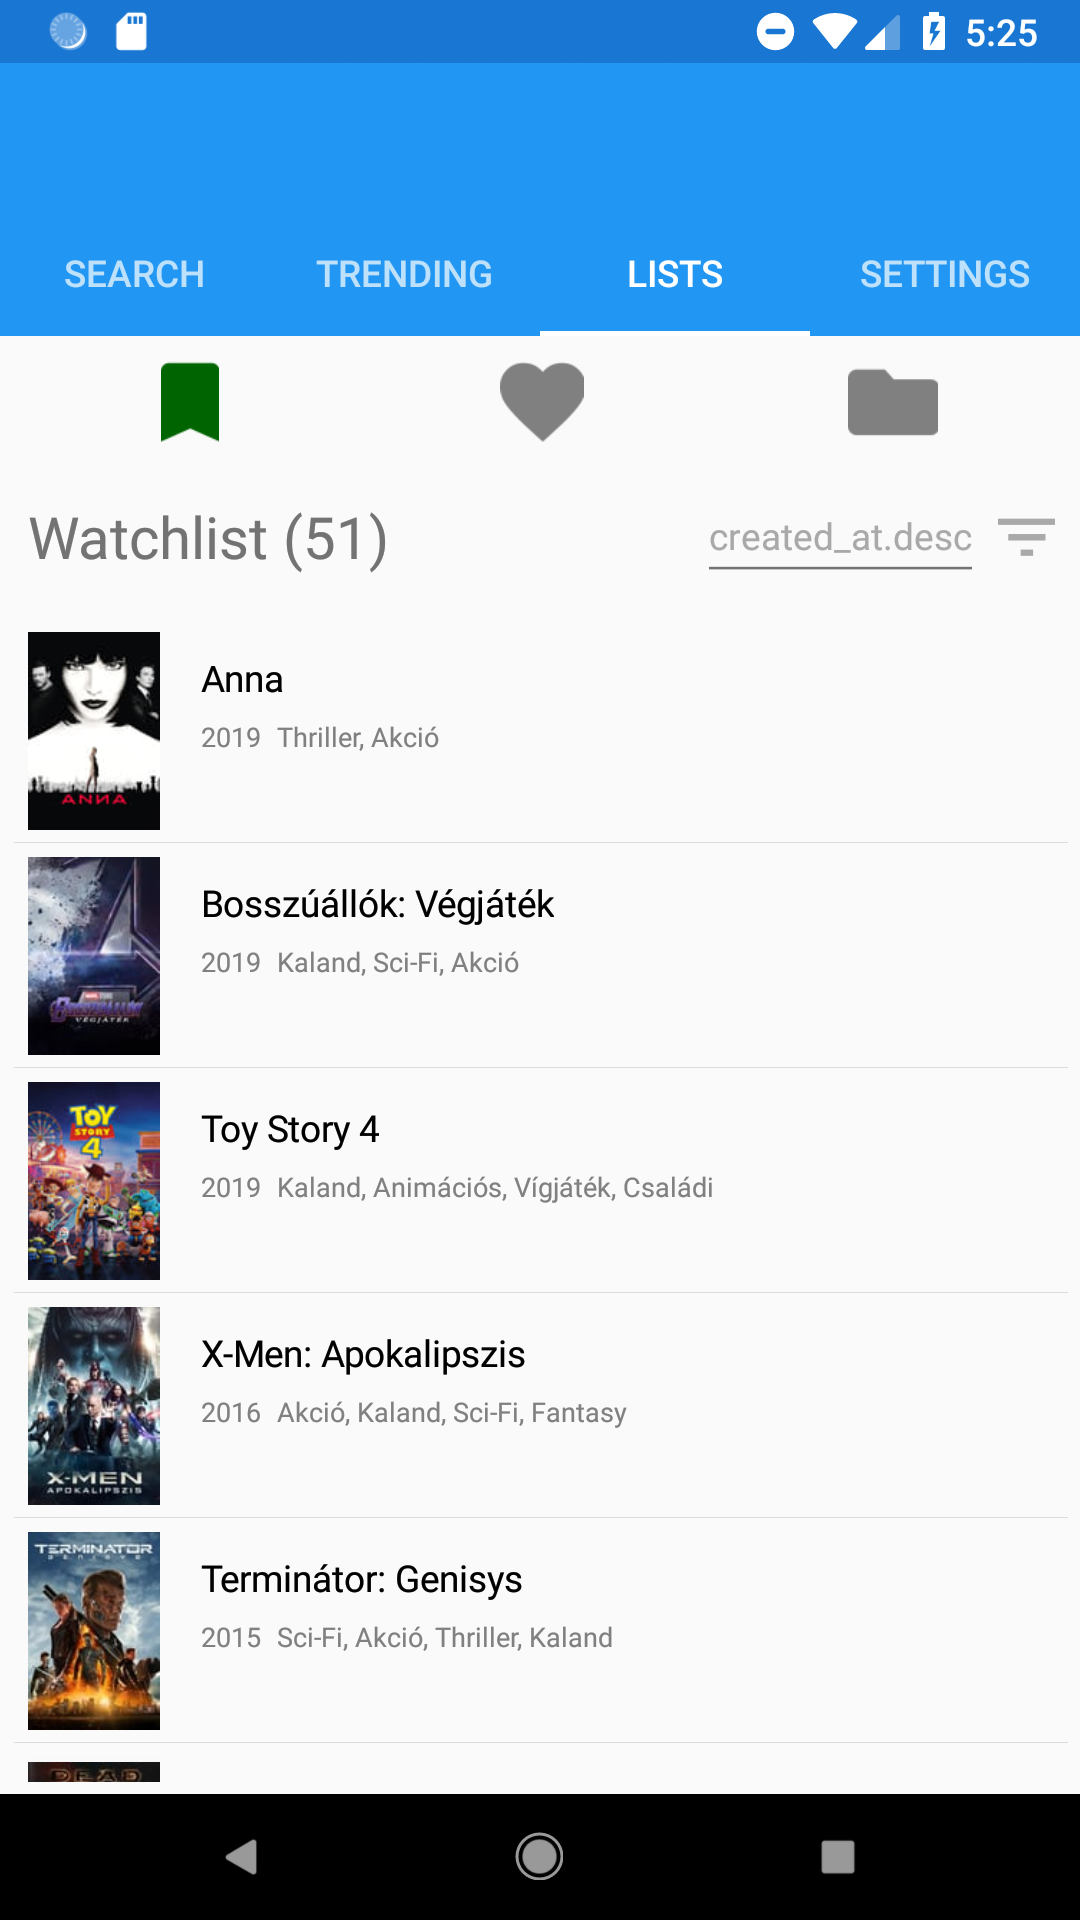 5:25
SEARCH TRENDING LISTS SETTINGS
Watchlist (51) created_at.desc
ANNA
Anna
2019 Thriller, Akció
BOSSZÚÁLLÓK
VÉGJÁTÉK
Bosszúállók: Végjáték
2019 Kaland, Sci-Fi, Akció
TOY
STORY
4
Toy Story 4
2019 Kaland, Animációs, Vígjáték, Családi
X-MEN
APOKALIPSZIS
X-Men: Apokalipszis
2016 Akció, Kaland, Sci-Fi, Fantasy
TERMINATOR
GENISYS
Terminátor: Genisys
2015 Sci-Fi, Akció, Thriller, Kaland
DEAD